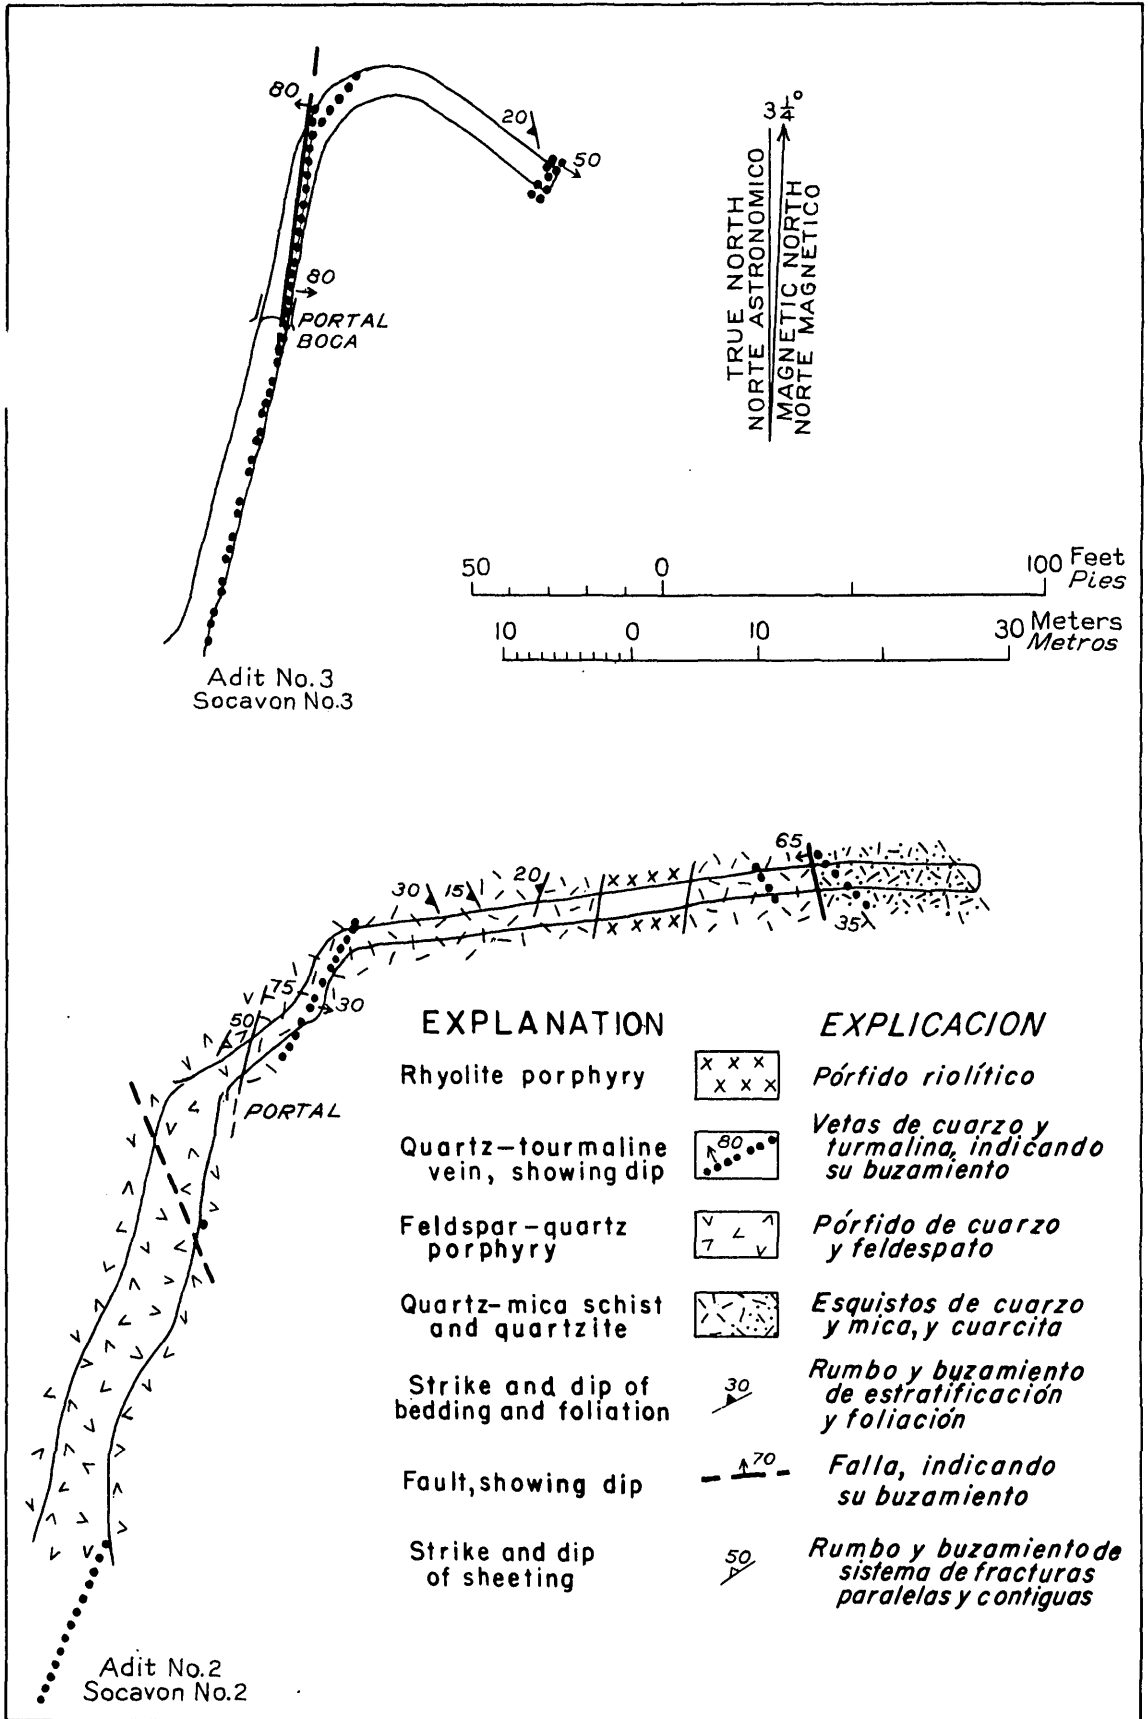 80
20
50
80
PORTAL
BOCA
3 1/4°
TRUE NORTH
NORTE ASTRONOMICO
MAGNETIC NORTH
NORTE MAGNETICO
50 0 100 Feet
Pies
10 0 10 30 Meters
Metros
Adit No.3
Socavon No.3
65
30 15 20
35
75
50
30
PORTAL
EXPLANATION EXPLICACION
Rhyolite porphyry Pórfido riolítico
Quartz-tourmaline
vein, showing dip
80
Vetas de cuarzo y
turmalina, indicando
su buzamiento
Feldspar-quartz
porphyry
Pórfido de cuarzo
y feldespato
Quartz-mica schist
and quartzite
Esquistos de cuarzo
y mica, y cuarcita
Strike and dip of
bedding and foliation
30
Rumbo y buzamiento
de estratificación
y foliación
Fault, showing dip
70
Falla, indicando
su buzamiento
Strike and dip
of sheeting
50
Rumbo y buzamiento de
sistema de fracturas
paralelas y contiguas
Adit No.2
Socavon No.2